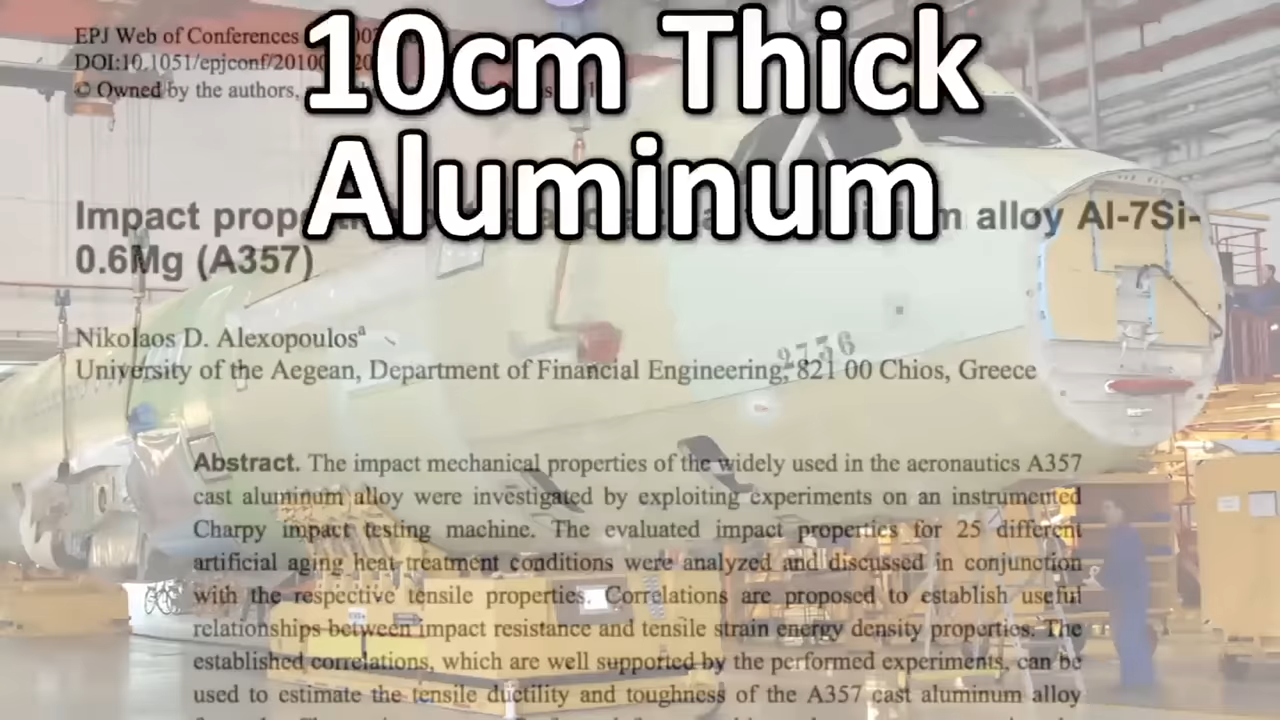 10cm Thick
Aluminum
EPJ Web of Conferences
DOI:10.1051/epjconf/2010
© Owned by the authors,
Impact alloy Al-7Si-
0.6Mg (A357)
Nikolaos D. Alexopoulosª
University of the Aegean, Department of Financial Engineering, 821 00 Chios, Greece
2736
Abstract. The impact mechanical properties of the widely used in the aeronautics A357
cast aluminum alloy were investigated by exploiting experiments on an instrumented
Charpy impact testing machine. The evaluated impact properties for 25 different
artificial aging heat-treatment conditions were analyzed and discussed in conjunction
with the respective tensile properties. Correlations are proposed to establish useful
relationships between impact resistance and tensile strain energy density properties. The
established correlations, which are well supported by the performed experiments, can be
used to estimate the tensile ductility and toughness of the A357 cast aluminum alloy